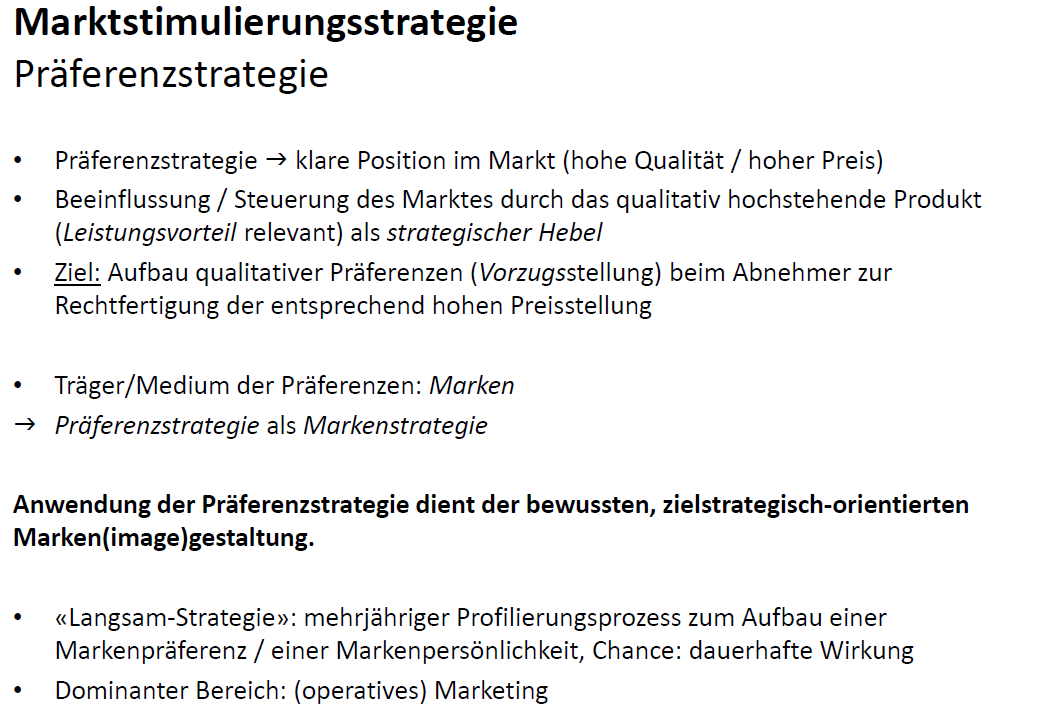 Marktstimulierungsstrategie
Präferenzstrategie
• Präferenzstrategie → klare Position im Markt (hohe Qualität / hoher Preis)
• Beeinflussung / Steuerung des Marktes durch das qualitativ hochstehende Produkt
(Leistungsvorteil relevant) als strategischer Hebel
• Ziel: Aufbau qualitativer Präferenzen (Vorzugsstellung) beim Abnehmer zur
Rechtfertigung der entsprechend hohen Preisstellung
• Träger/Medium der Präferenzen: Marken
→ Präferenzstrategie als Markenstrategie
Anwendung der Präferenzstrategie dient der bewussten, zielstrategisch-orientierten
Marken(image)gestaltung.
• «Langsam-Strategie»: mehrjähriger Profilierungsprozess zum Aufbau einer
Markenpräferenz / einer Markenpersönlichkeit, Chance: dauerhafte Wirkung
• Dominanter Bereich: (operatives) Marketing